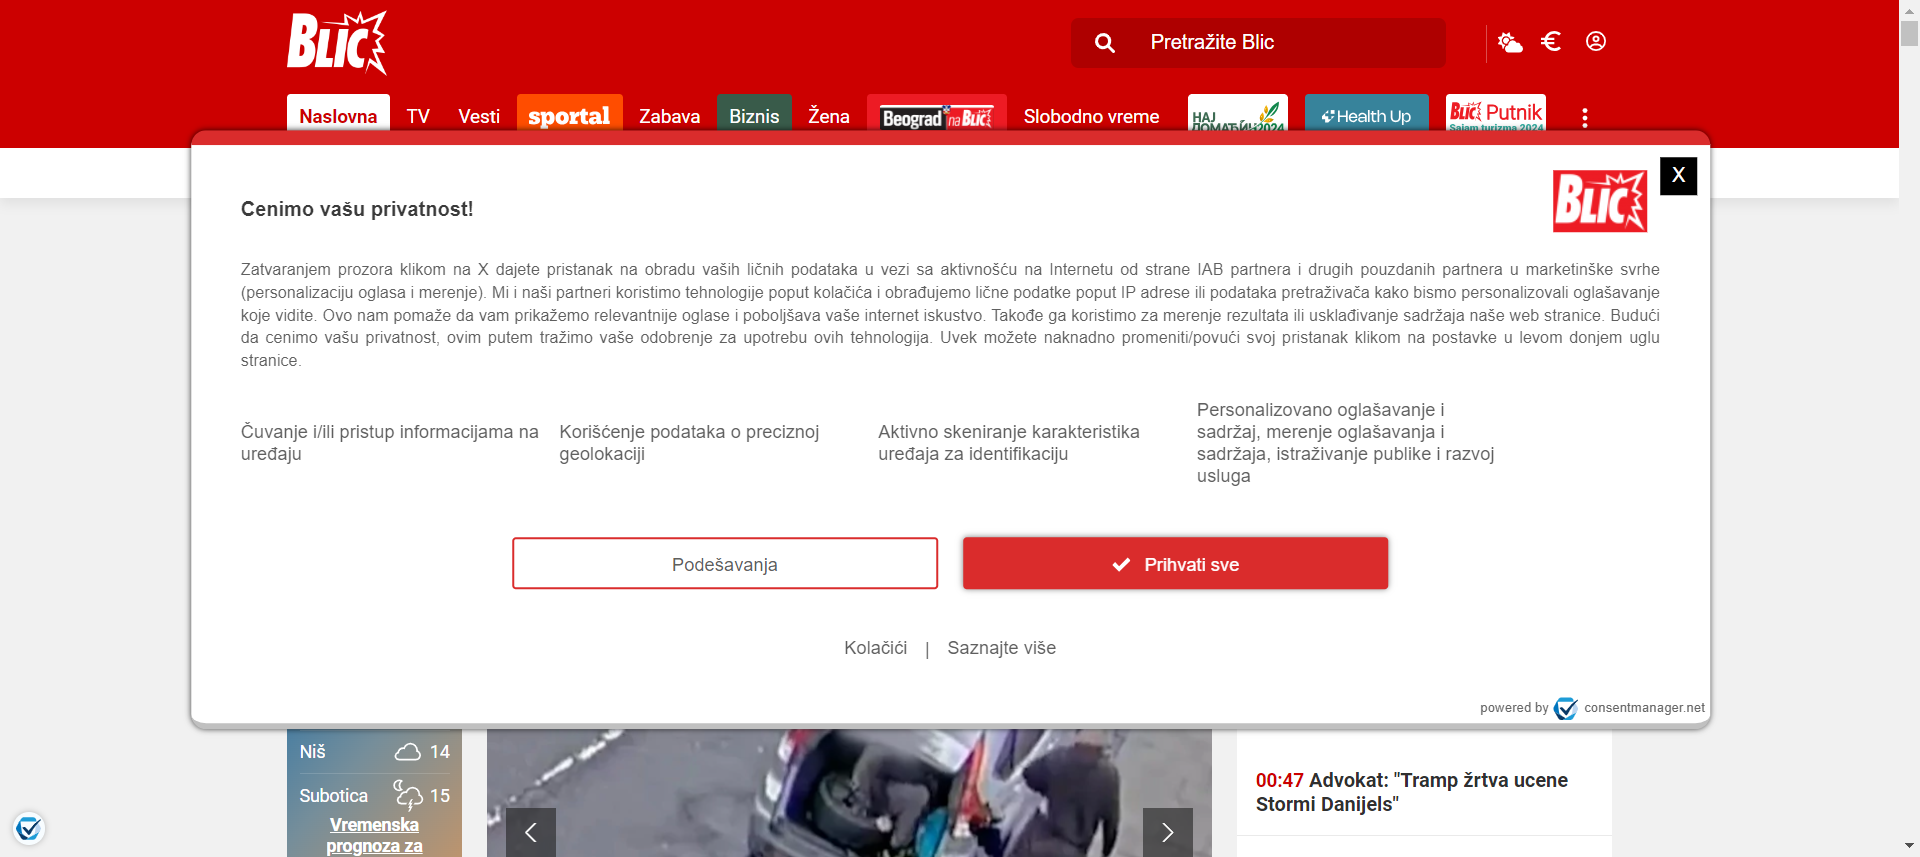 BLIC
Pretražite Blic
Naslovna TV Vesti sportal Zabava Biznis Žena Beograd na Blic Slobodno vreme НАЈ ДОМАЋИН 2024 Health Up Blic Putnik
Sajam turizma 2024
BLIC
X
Cenimo vašu privatnost!
Zatvaranjem prozora klikom na X dajete pristanak na obradu vaših ličnih podataka u vezi sa aktivnošću na Internetu od strane IAB partnera i drugih pouzdanih partnera u marketinške svrhe
(personalizaciju oglasa i merenje). Mi i naši partneri koristimo tehnologije poput kolačića i obrađujemo lične podatke poput IP adrese ili podataka pretraživača kako bismo personalizovali oglašavanje
koje vidite. Ovo nam pomaže da vam prikažemo relevantnije oglase i poboljšava vaše internet iskustvo. Takođe ga koristimo za merenje rezultata ili usklađivanje sadržaja naše web stranice. Budući
da cenimo vašu privatnost, ovim putem tražimo vaše odobrenje za upotrebu ovih tehnologija. Uvek možete naknadno promeniti/povući svoj pristanak klikom na postavke u levom donjem uglu
stranice.
Čuvanje i/ili pristup informacijama na
uređaju
Korišćenje podataka o preciznoj
geolokaciji
Aktivno skeniranje karakteristika
uređaja za identifikaciju
Personalizovano oglašavanje i
sadržaj, merenje oglašavanja i
sadržaja, istraživanje publike i razvoj
usluga
Podešavanja
Prihvati sve
Kolačići | Saznajte više
powered by consentmanager.net
Niš 14
Subotica 15
Vremenska
prognoza za
00:47 Advokat: "Tramp žrtva ucene
Stormi Danijels"